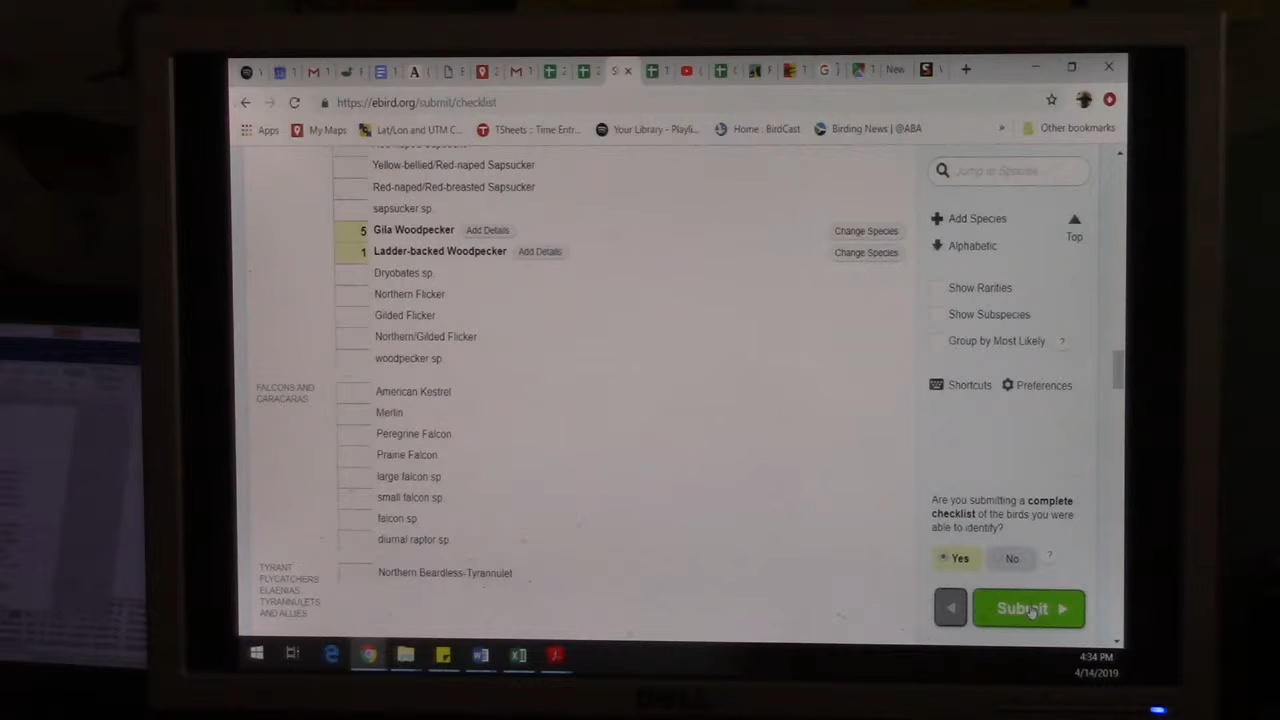 https://ebird.org/submit/checklist
Apps My Maps Lat/Lon and UTM C... TSheets : Time Entr... Your Library - Playli... Home : BirdCast Birding News | @ABA » Other bookmarks
Yellow-bellied/Red-naped Sapsucker
Red-naped/Red-breasted Sapsucker
sapsucker sp.
5 Gila Woodpecker Add Details Change Species
1 Ladder-backed Woodpecker Add Details Change Species
Dryobates sp.
Northern Flicker
Gilded Flicker
Northern/Gilded Flicker
woodpecker sp.
FALCONS AND
CARACARAS
American Kestrel
Merlin
Peregrine Falcon
Prairie Falcon
large falcon sp.
small falcon sp.
falcon sp.
diurnal raptor sp.
TYRANT
FLYCATCHERS:
ELAENIAS,
TYRANNULETS,
AND ALLIES
Northern Beardless-Tyrannulet
Jump to Species
Add Species
Top
Alphabetic
Show Rarities
Show Subspecies
Group by Most Likely ?
Shortcuts Preferences
Are you submitting a complete
checklist of the birds you were
able to identify?
Yes No ?
Submit
4:34 PM
4/14/2019
DELL